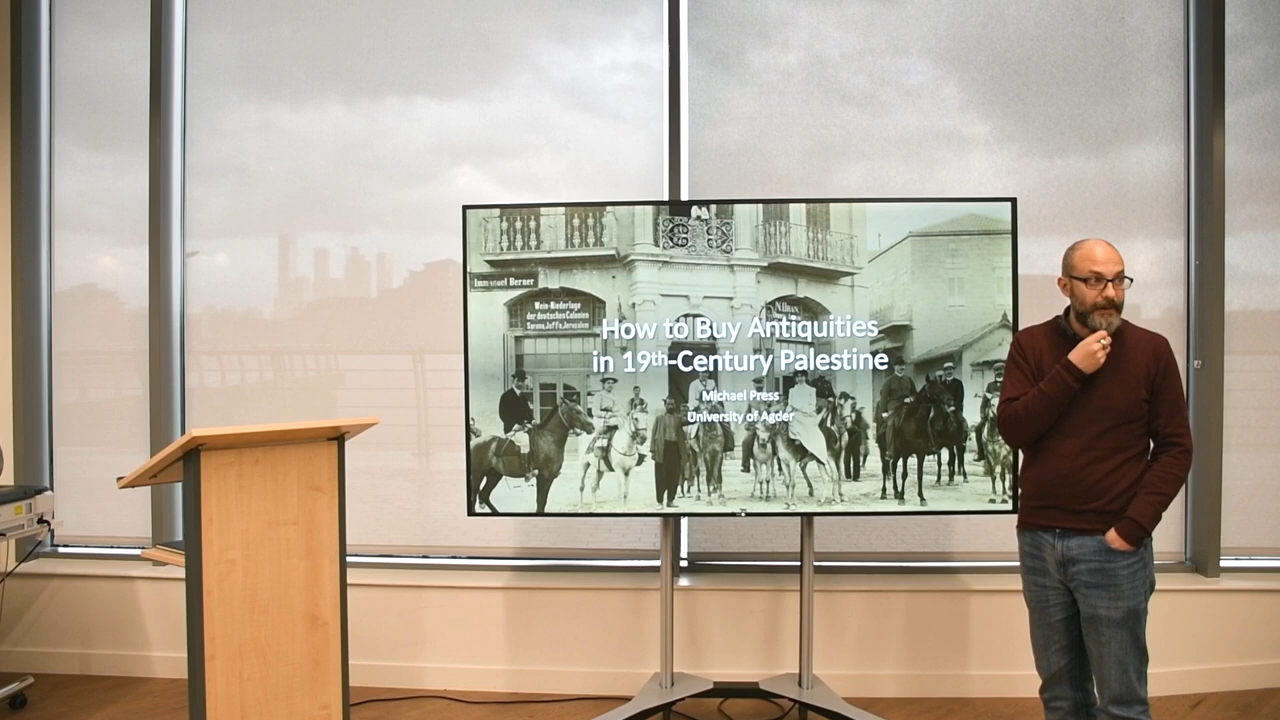 Immanuel Berner
Wein-Niederlage
der deutschen Colonien
Sarona, Jaffa, Jerusalem
How to Buy Antiquities
in 19th-Century Palestine
Michael Press
University of Agder